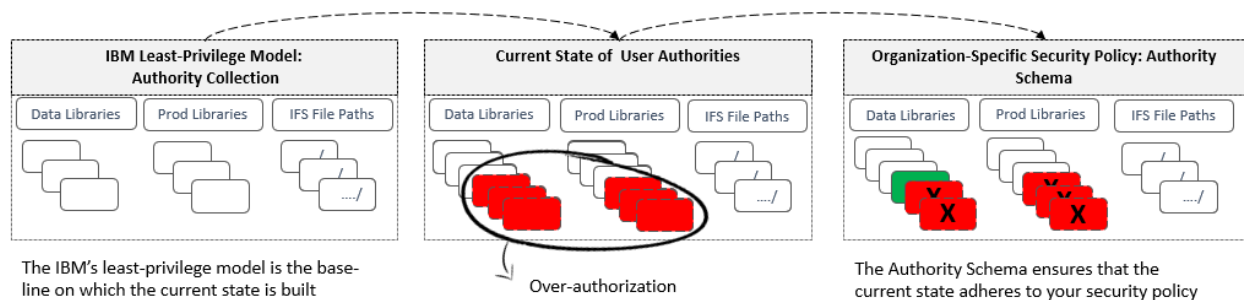 IBM Least-Privilege Model:
Authority Collection
Data Libraries
Prod Libraries
IFS File Paths
/
/
..../
The IBM's least-privilege model is the base-
line on which the current state is built
Current State of User Authorities
Data Libraries
Prod Libraries
IFS File Paths
/
/
..../
Over-authorization
Organization-Specific Security Policy: Authority
Schema
Data Libraries
Prod Libraries
IFS File Paths
X
X
X
X
X
/
/
..../
The Authority Schema ensures that the
current state adheres to your security policy